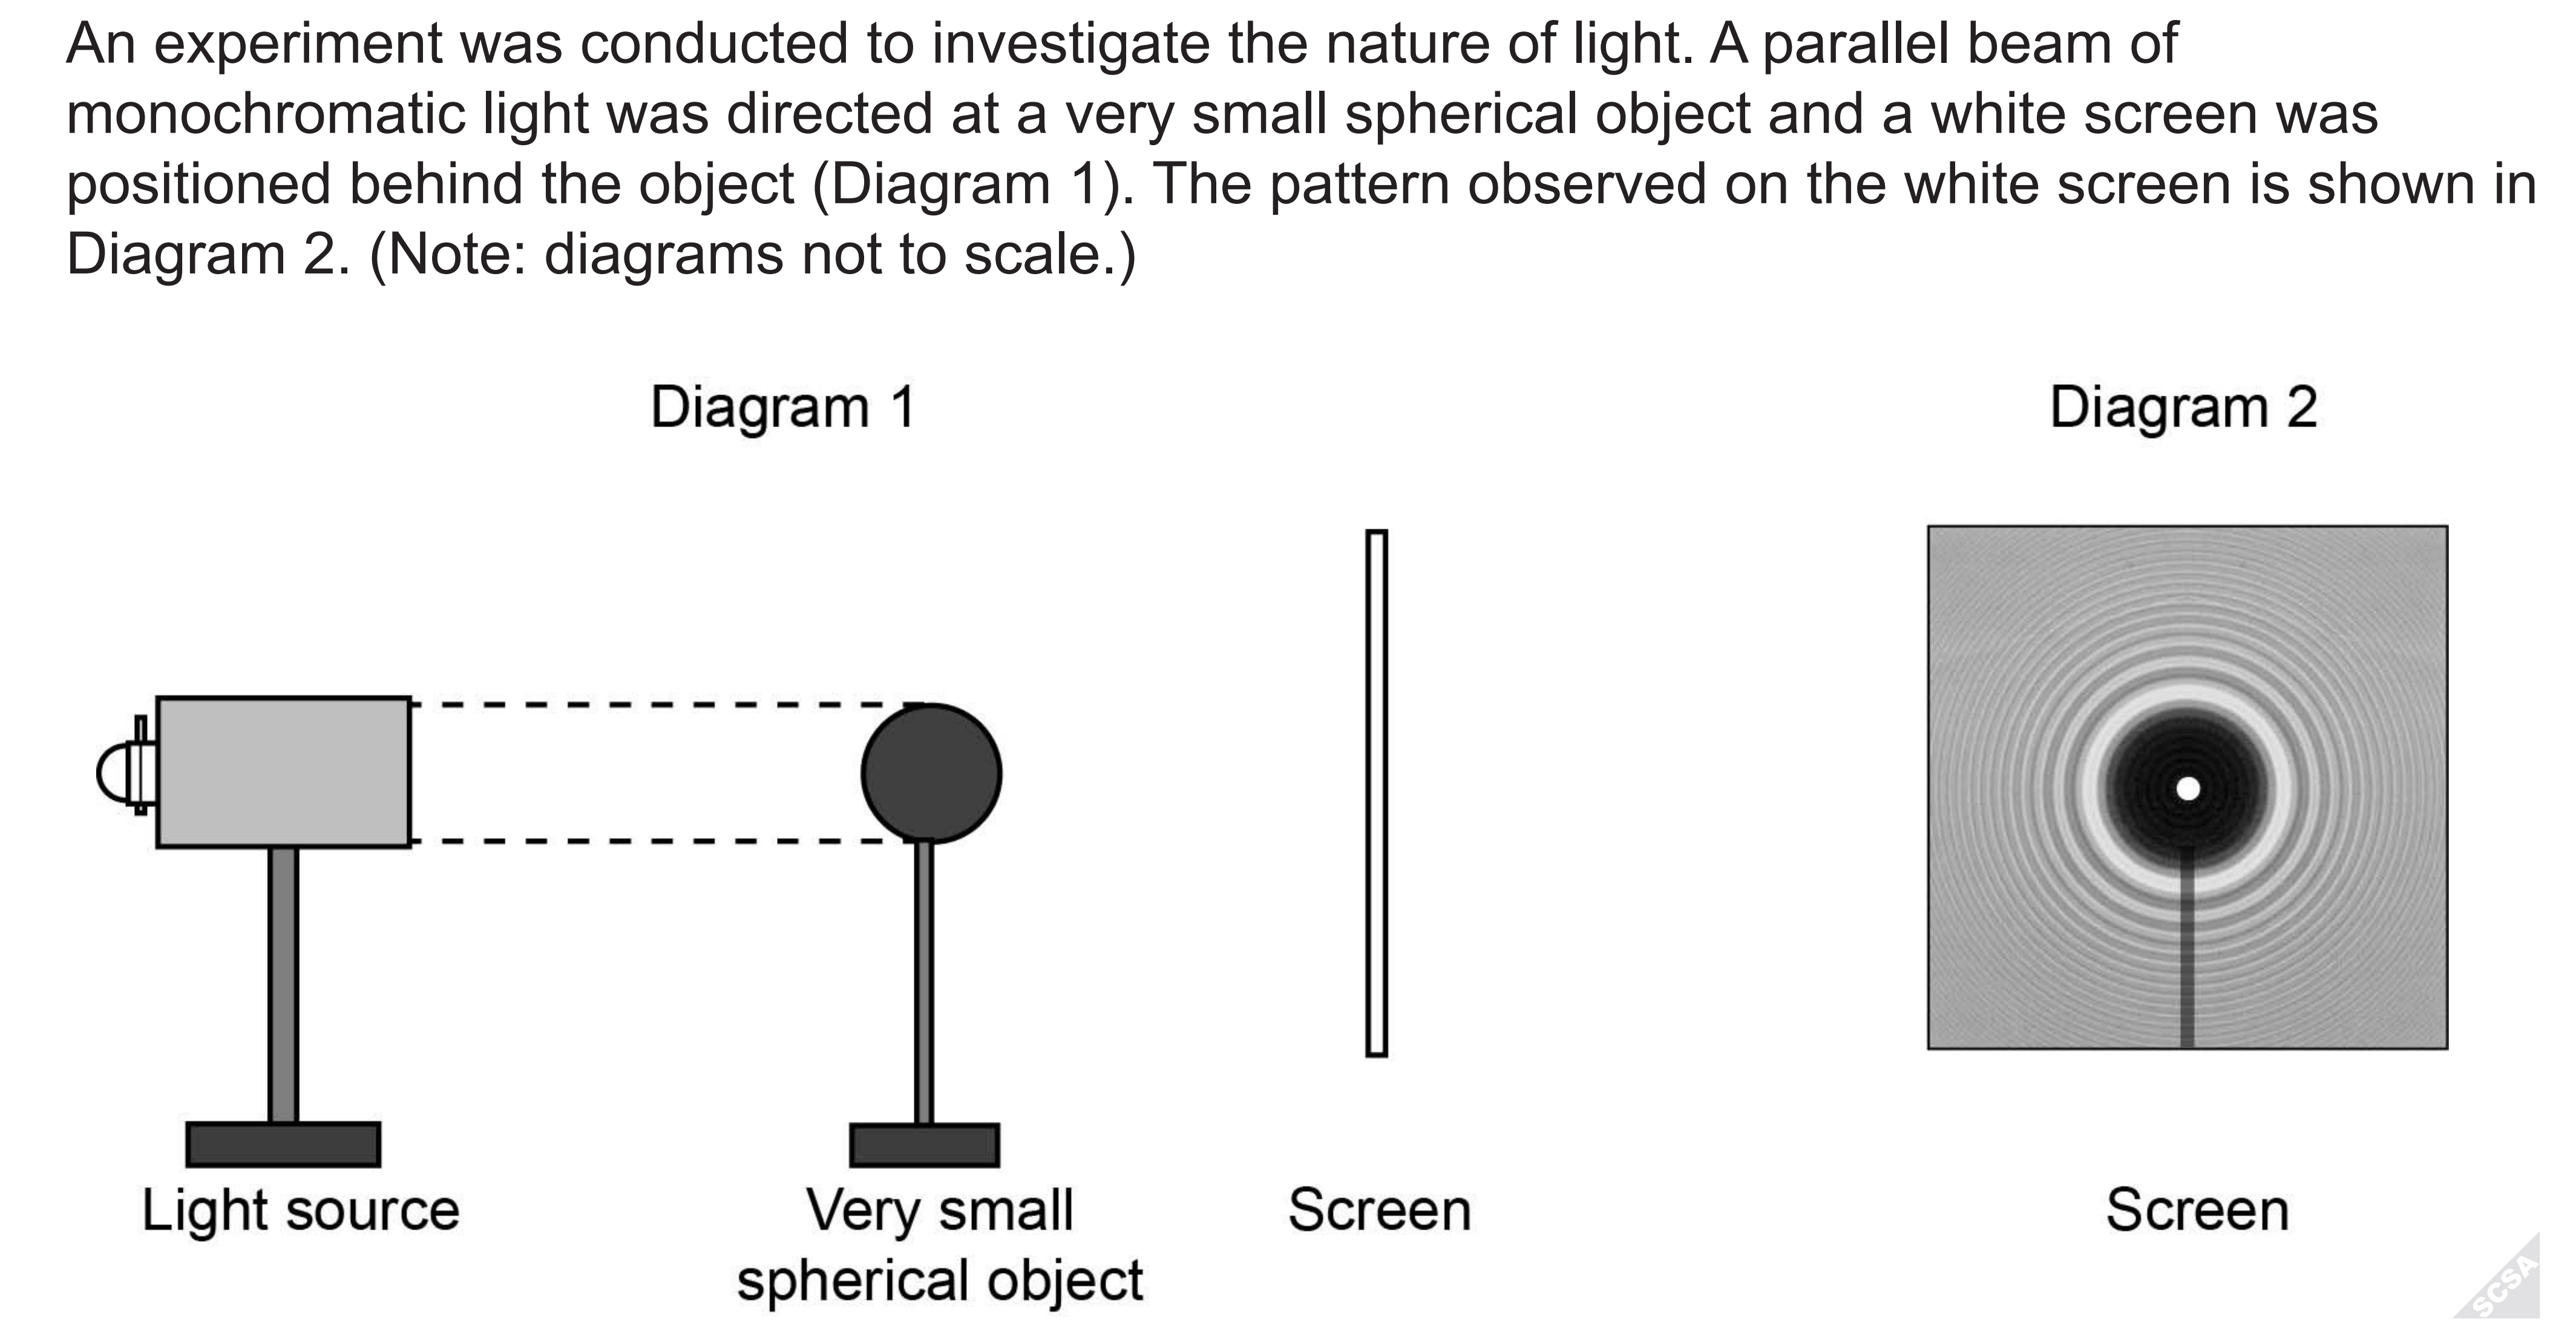 An experiment was conducted to investigate the nature of light. A parallel beam of
monochromatic light was directed at a very small spherical object and a white screen was
positioned behind the object (Diagram 1). The pattern observed on the white screen is shown in
Diagram 2. (Note: diagrams not to scale.)
Diagram 1
Diagram 2
Light source
Very small
spherical object
Screen
Screen
SCSA